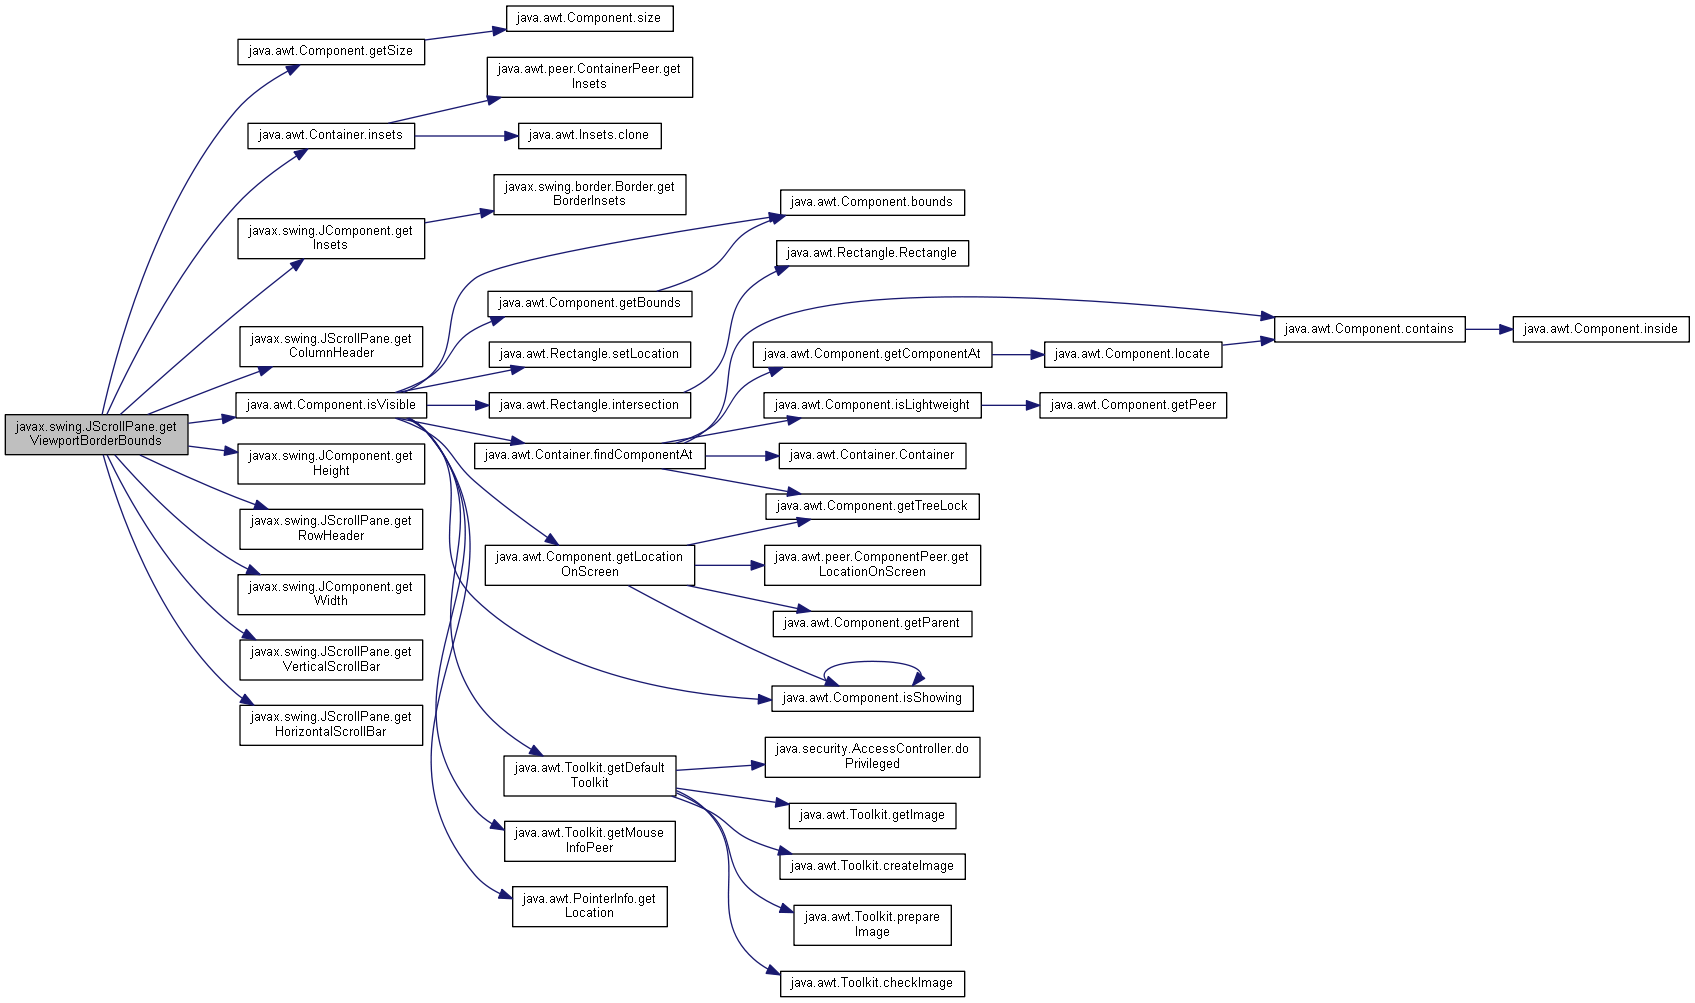 javax.swing.JScrollPane.get
ViewportBorderBounds
java.awt.Component.getSize
java.awt.Container.insets
javax.swing.JComponent.get
Insets
javax.swing.JScrollPane.get
ColumnHeader
java.awt.Component.isVisible
javax.swing.JComponent.get
Height
javax.swing.JScrollPane.get
RowHeader
javax.swing.JComponent.get
Width
javax.swing.JScrollPane.get
VerticalScrollBar
javax.swing.JScrollPane.get
HorizontalScrollBar
java.awt.Component.size
java.awt.peer.ContainerPeer.get
Insets
java.awt.Insets.clone
javax.swing.border.Border.get
BorderInsets
java.awt.Component.getBounds
java.awt.Rectangle.setLocation
java.awt.Rectangle.intersection
java.awt.Container.findComponentAt
java.awt.Component.getLocation
OnScreen
java.awt.Toolkit.getDefault
Toolkit
java.awt.Toolkit.getMouse
InfoPeer
java.awt.PointerInfo.get
Location
java.awt.Component.bounds
java.awt.Rectangle.Rectangle
java.awt.Component.getComponentAt
java.awt.Component.isLightweight
java.awt.Container.Container
java.awt.Component.getTreeLock
java.awt.peer.ComponentPeer.get
LocationOnScreen
java.awt.Component.getParent
java.awt.Component.isShowing
java.security.AccessController.do
Privileged
java.awt.Toolkit.getImage
java.awt.Toolkit.createImage
java.awt.Toolkit.prepare
Image
java.awt.Toolkit.checkImage
java.awt.Component.locate
java.awt.Component.getPeer
java.awt.Component.contains
java.awt.Component.inside